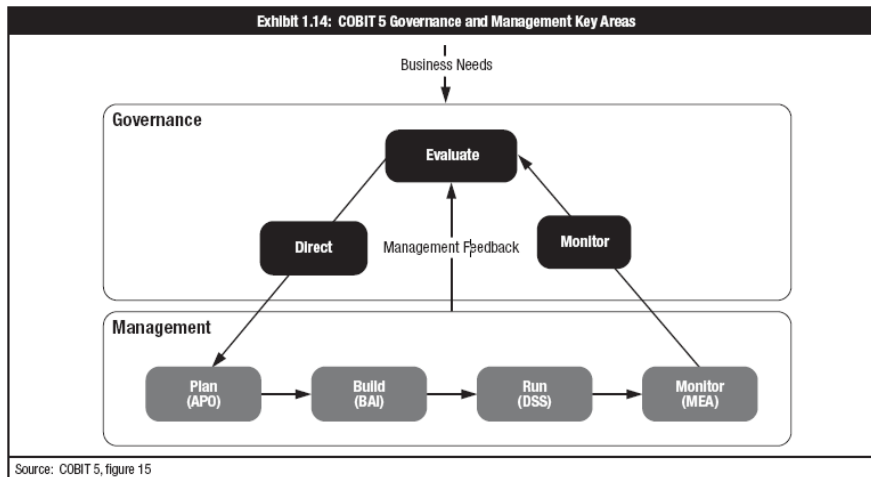 Exhibit 1.14: COBIT 5 Governance and Management Key Areas
Business Needs
Governance
Evaluate
Direct
Management Feedback
Monitor
Management
Plan
(APO)
Build
(BAI)
Run
(DSS)
Monitor
(MEA)
Source: COBIT 5, figure 15